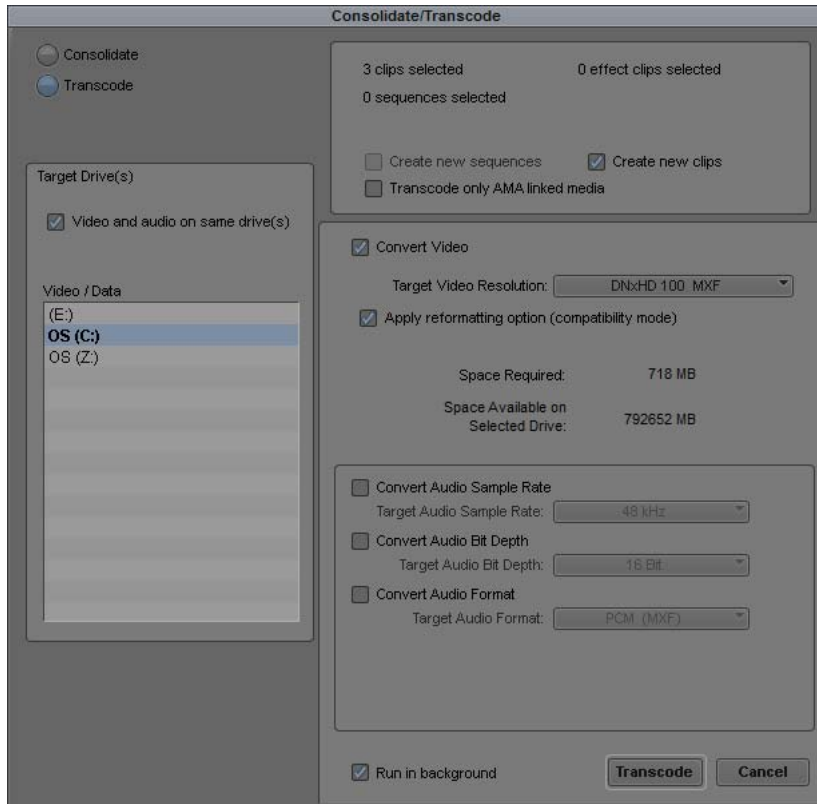 Consolidate/Transcode
Consolidate
Transcode
3 clips selected
0 effect clips selected
0 sequences selected
Create new sequences
Create new clips
Transcode only AMA linked media
Target Drive(s)
Video and audio on same drive(s)
Video / Data
(E:)
OS (C:)
OS (Z:)
Convert Video
Target Video Resolution:
DNxHD 100 MXF
Apply reformatting option (compatibility mode)
Space Required:
718 MB
Space Available on
Selected Drive:
792652 MB
Convert Audio Sample Rate
Target Audio Sample Rate:
48 kHz
Convert Audio Bit Depth
Target Audio Bit Depth:
16 Bit
Convert Audio Format
Target Audio Format:
PCM (MXF)
Run in background
Transcode
Cancel